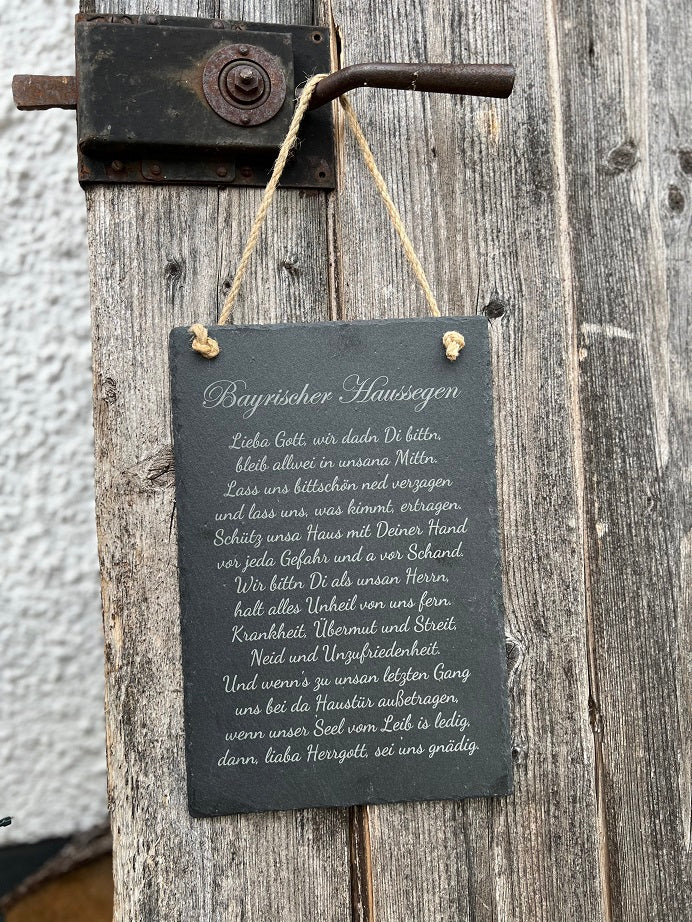 Bayrischer Haussegen
Lieba Gott, wir dadn Di bittn,
bleib allwei in unsana Mittn.
Lass uns bittschön ned verzagen
und lass uns, was kimmt, ertragen.
Schütz unsa Haus mit Deiner Hand
vor jeda Gefahr und a vor Schand.
Wir bittn Di als unsan Herrn,
halt alles Unheil von uns fern.
Krankheit, Übermut und Streit,
Neid und Unzufriedenheit.
Und wenn's zu unsan letzten Gang
uns bei da Haustür außetragen,
wenn unser Seel vom Leib is ledig,
dann, liaba Herrgott, sei uns gnädig.